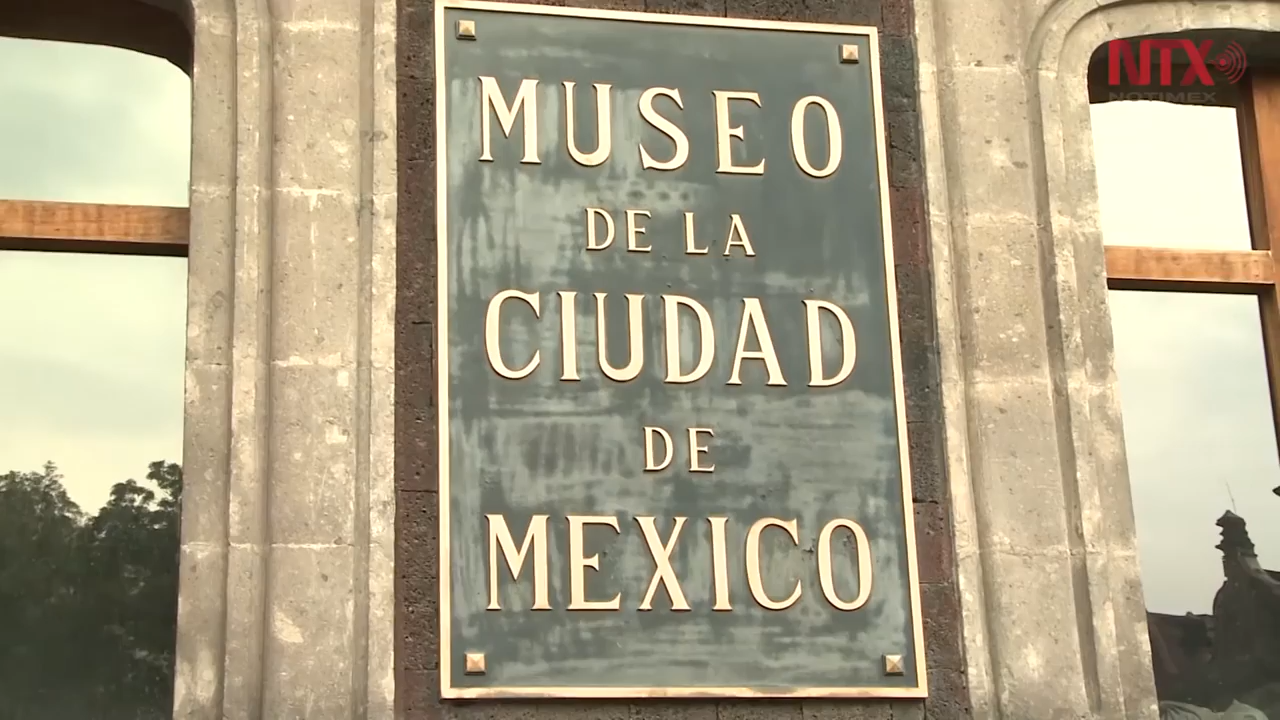 NTX
NOTIMEX
MUSEO
DE LA
CIUDAD
DE
MEXICO